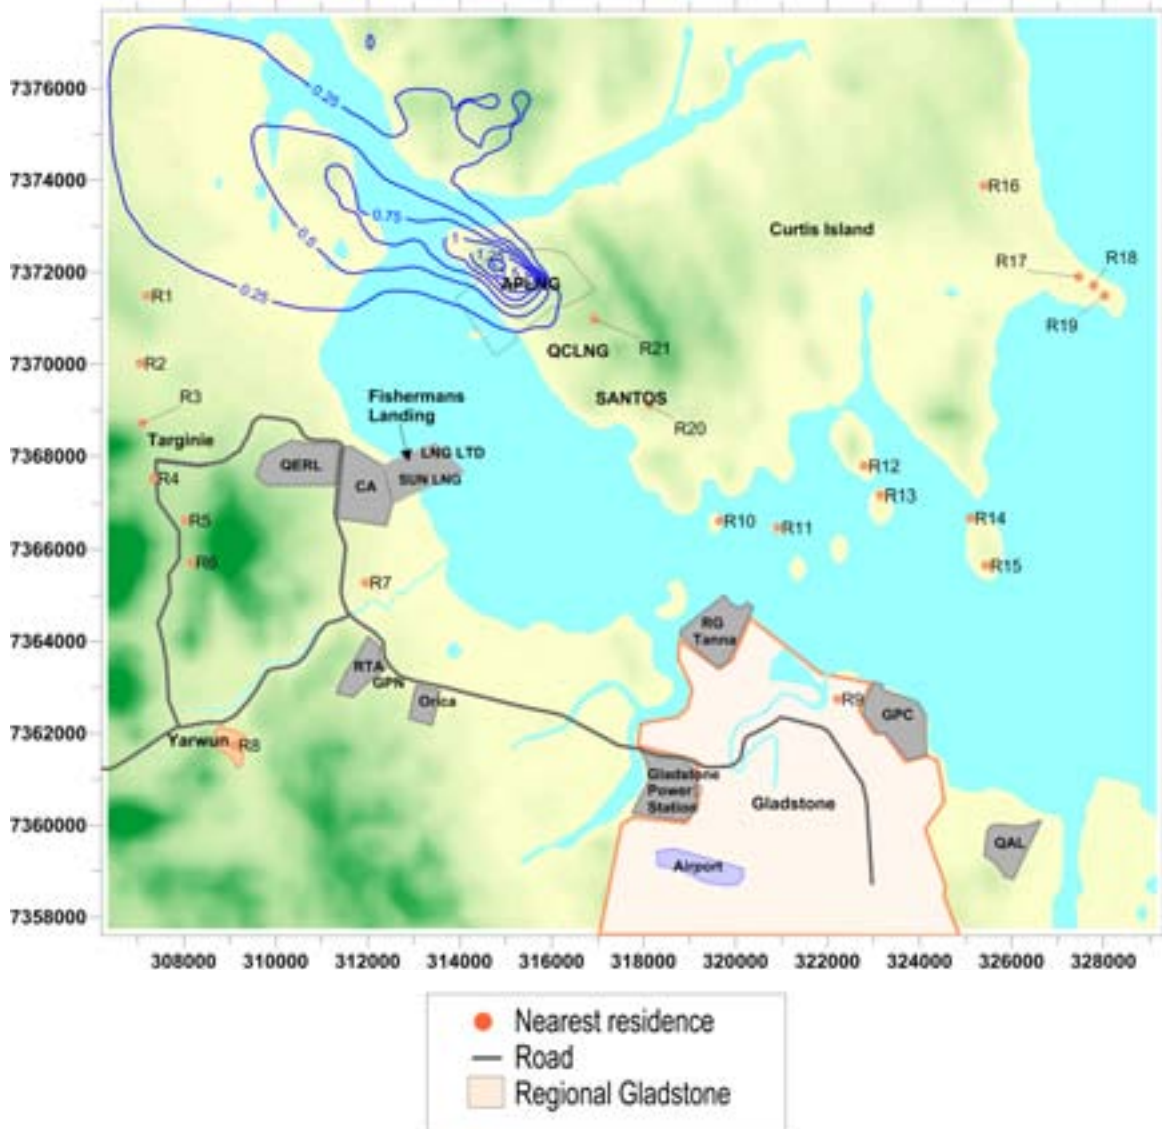 7376000
7374000
7372000
7370000
7368000
7366000
7364000
7362000
7360000
7358000
0.25
0.75
0.5
1
0.25
APLNG
Curtis Island
R16
R17
R18
R19
R1
R2
R3
R21
QCLNG
SANTOS
R20
Fishermans
Landing
Targinie
LNG LTD
SUN LNG
QERL
CA
R4
R5
R6
R7
R10
R11
R12
R13
R14
R15
RG
Tanna
RTA
GPN
Orica
R9
GPC
Yarwun
R8
Gladstone
Power
Station
Gladstone
Airport
QAL
308000 310000 312000 314000 316000 318000 320000 322000 324000 326000 328000
Nearest residence
Road
Regional Gladstone